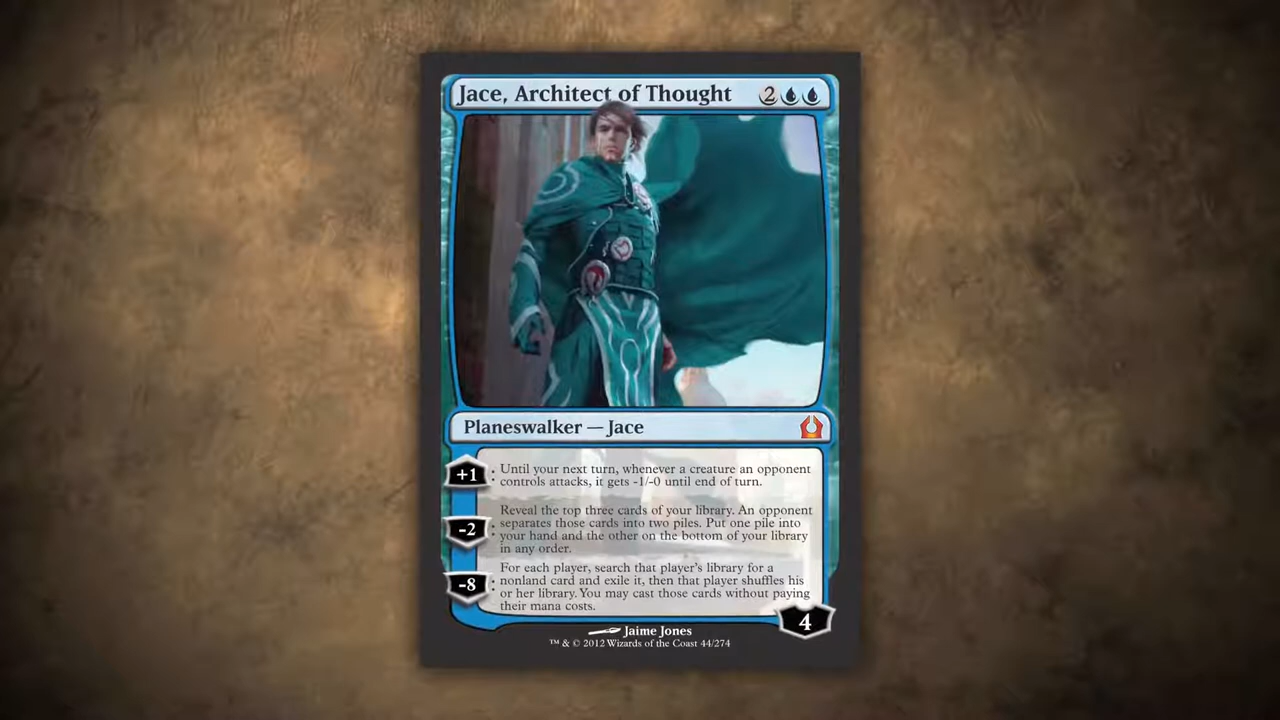 Jace, Architect of Thought 2
Planeswalker — Jace
+1: Until your next turn, whenever a creature an opponent
controls attacks, it gets -1/-0 until end of turn.
-2: Reveal the top three cards of your library. An opponent
separates those cards into two piles. Put one pile into
your hand and the other on the bottom of your library
in any order.
-8: For each player, search that player's library for a
nonland card and exile it, then that player shuffles his
or her library. You may cast those cards without paying
their mana costs.
4
Jaime Jones
™ & © 2012 Wizards of the Coast 44/274